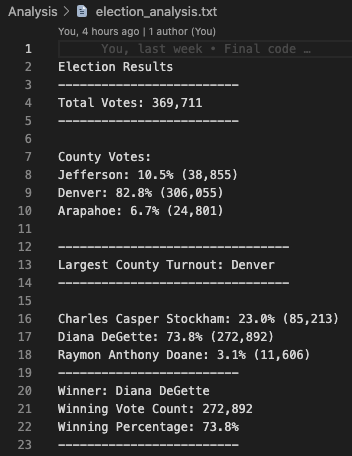 Analysis > election_analysis.txt
You, 4 hours ago | 1 author (You)
1 You, last week • Final code …
2 Election Results
3 -------------------------
4 Total Votes: 369,711
5 -------------------------
6
7 County Votes:
8 Jefferson: 10.5% (38,855)
9 Denver: 82.8% (306,055)
10 Arapahoe: 6.7% (24,801)
11
12 --------------------------------
13 Largest County Turnout: Denver
14 --------------------------------
15
16 Charles Casper Stockham: 23.0% (85,213)
17 Diana DeGette: 73.8% (272,892)
18 Raymon Anthony Doane: 3.1% (11,606)
19 -------------------------
20 Winner: Diana DeGette
21 Winning Vote Count: 272,892
22 Winning Percentage: 73.8%
23 -------------------------